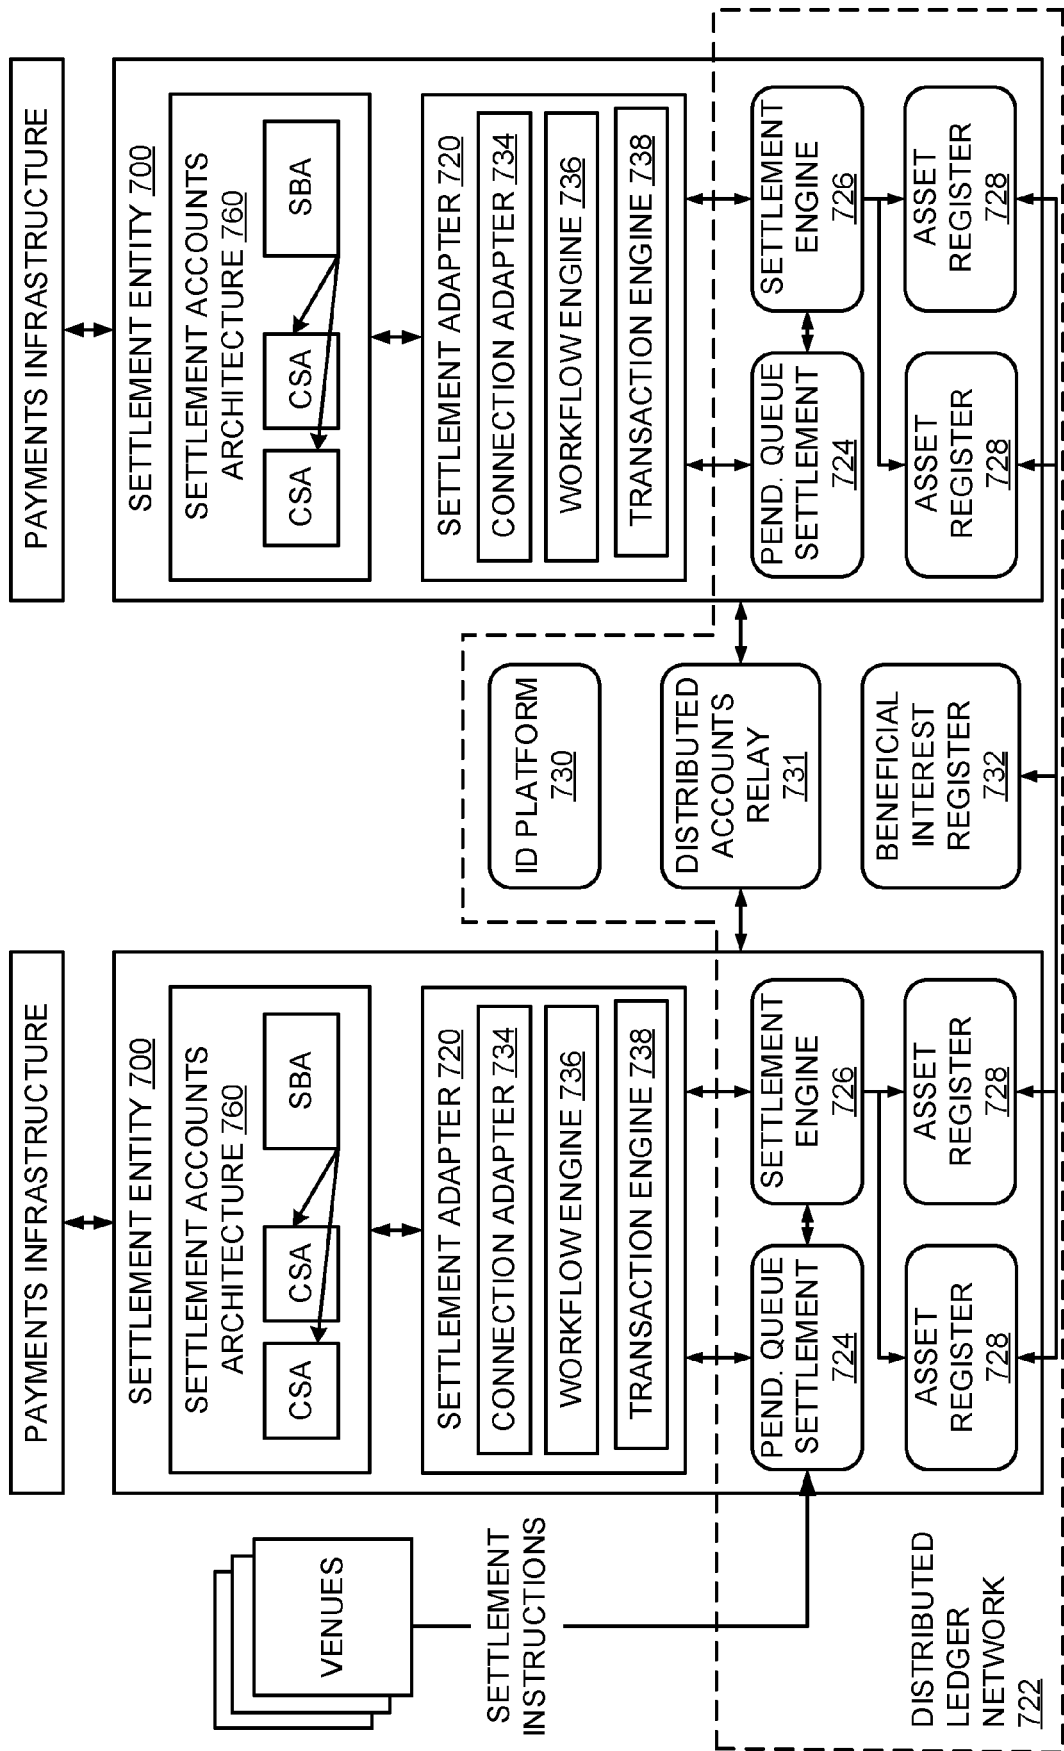 PAYMENTS INFRASTRUCTURE
SETTLEMENT ENTITY 700
SETTLEMENT ACCOUNTS
ARCHITECTURE 760
CSA
CSA
SBA
SETTLEMENT ADAPTER 720
CONNECTION ADAPTER 734
WORKFLOW ENGINE 736
TRANSACTION ENGINE 738
PEND. QUEUE
SETTLEMENT
724
SETTLEMENT
ENGINE
726
ASSET
REGISTER
728
ASSET
REGISTER
728
VENUES
SETTLEMENT
INSTRUCTIONS
DISTRIBUTED
LEDGER
NETWORK
722
ID PLATFORM
730
DISTRIBUTED
ACCOUNTS
RELAY
731
BENEFICIAL
INTEREST
REGISTER
732
PAYMENTS INFRASTRUCTURE
SETTLEMENT ENTITY 700
SETTLEMENT ACCOUNTS
ARCHITECTURE 760
CSA
CSA
SBA
SETTLEMENT ADAPTER 720
CONNECTION ADAPTER 734
WORKFLOW ENGINE 736
TRANSACTION ENGINE 738
PEND. QUEUE
SETTLEMENT
724
SETTLEMENT
ENGINE
726
ASSET
REGISTER
728
ASSET
REGISTER
728